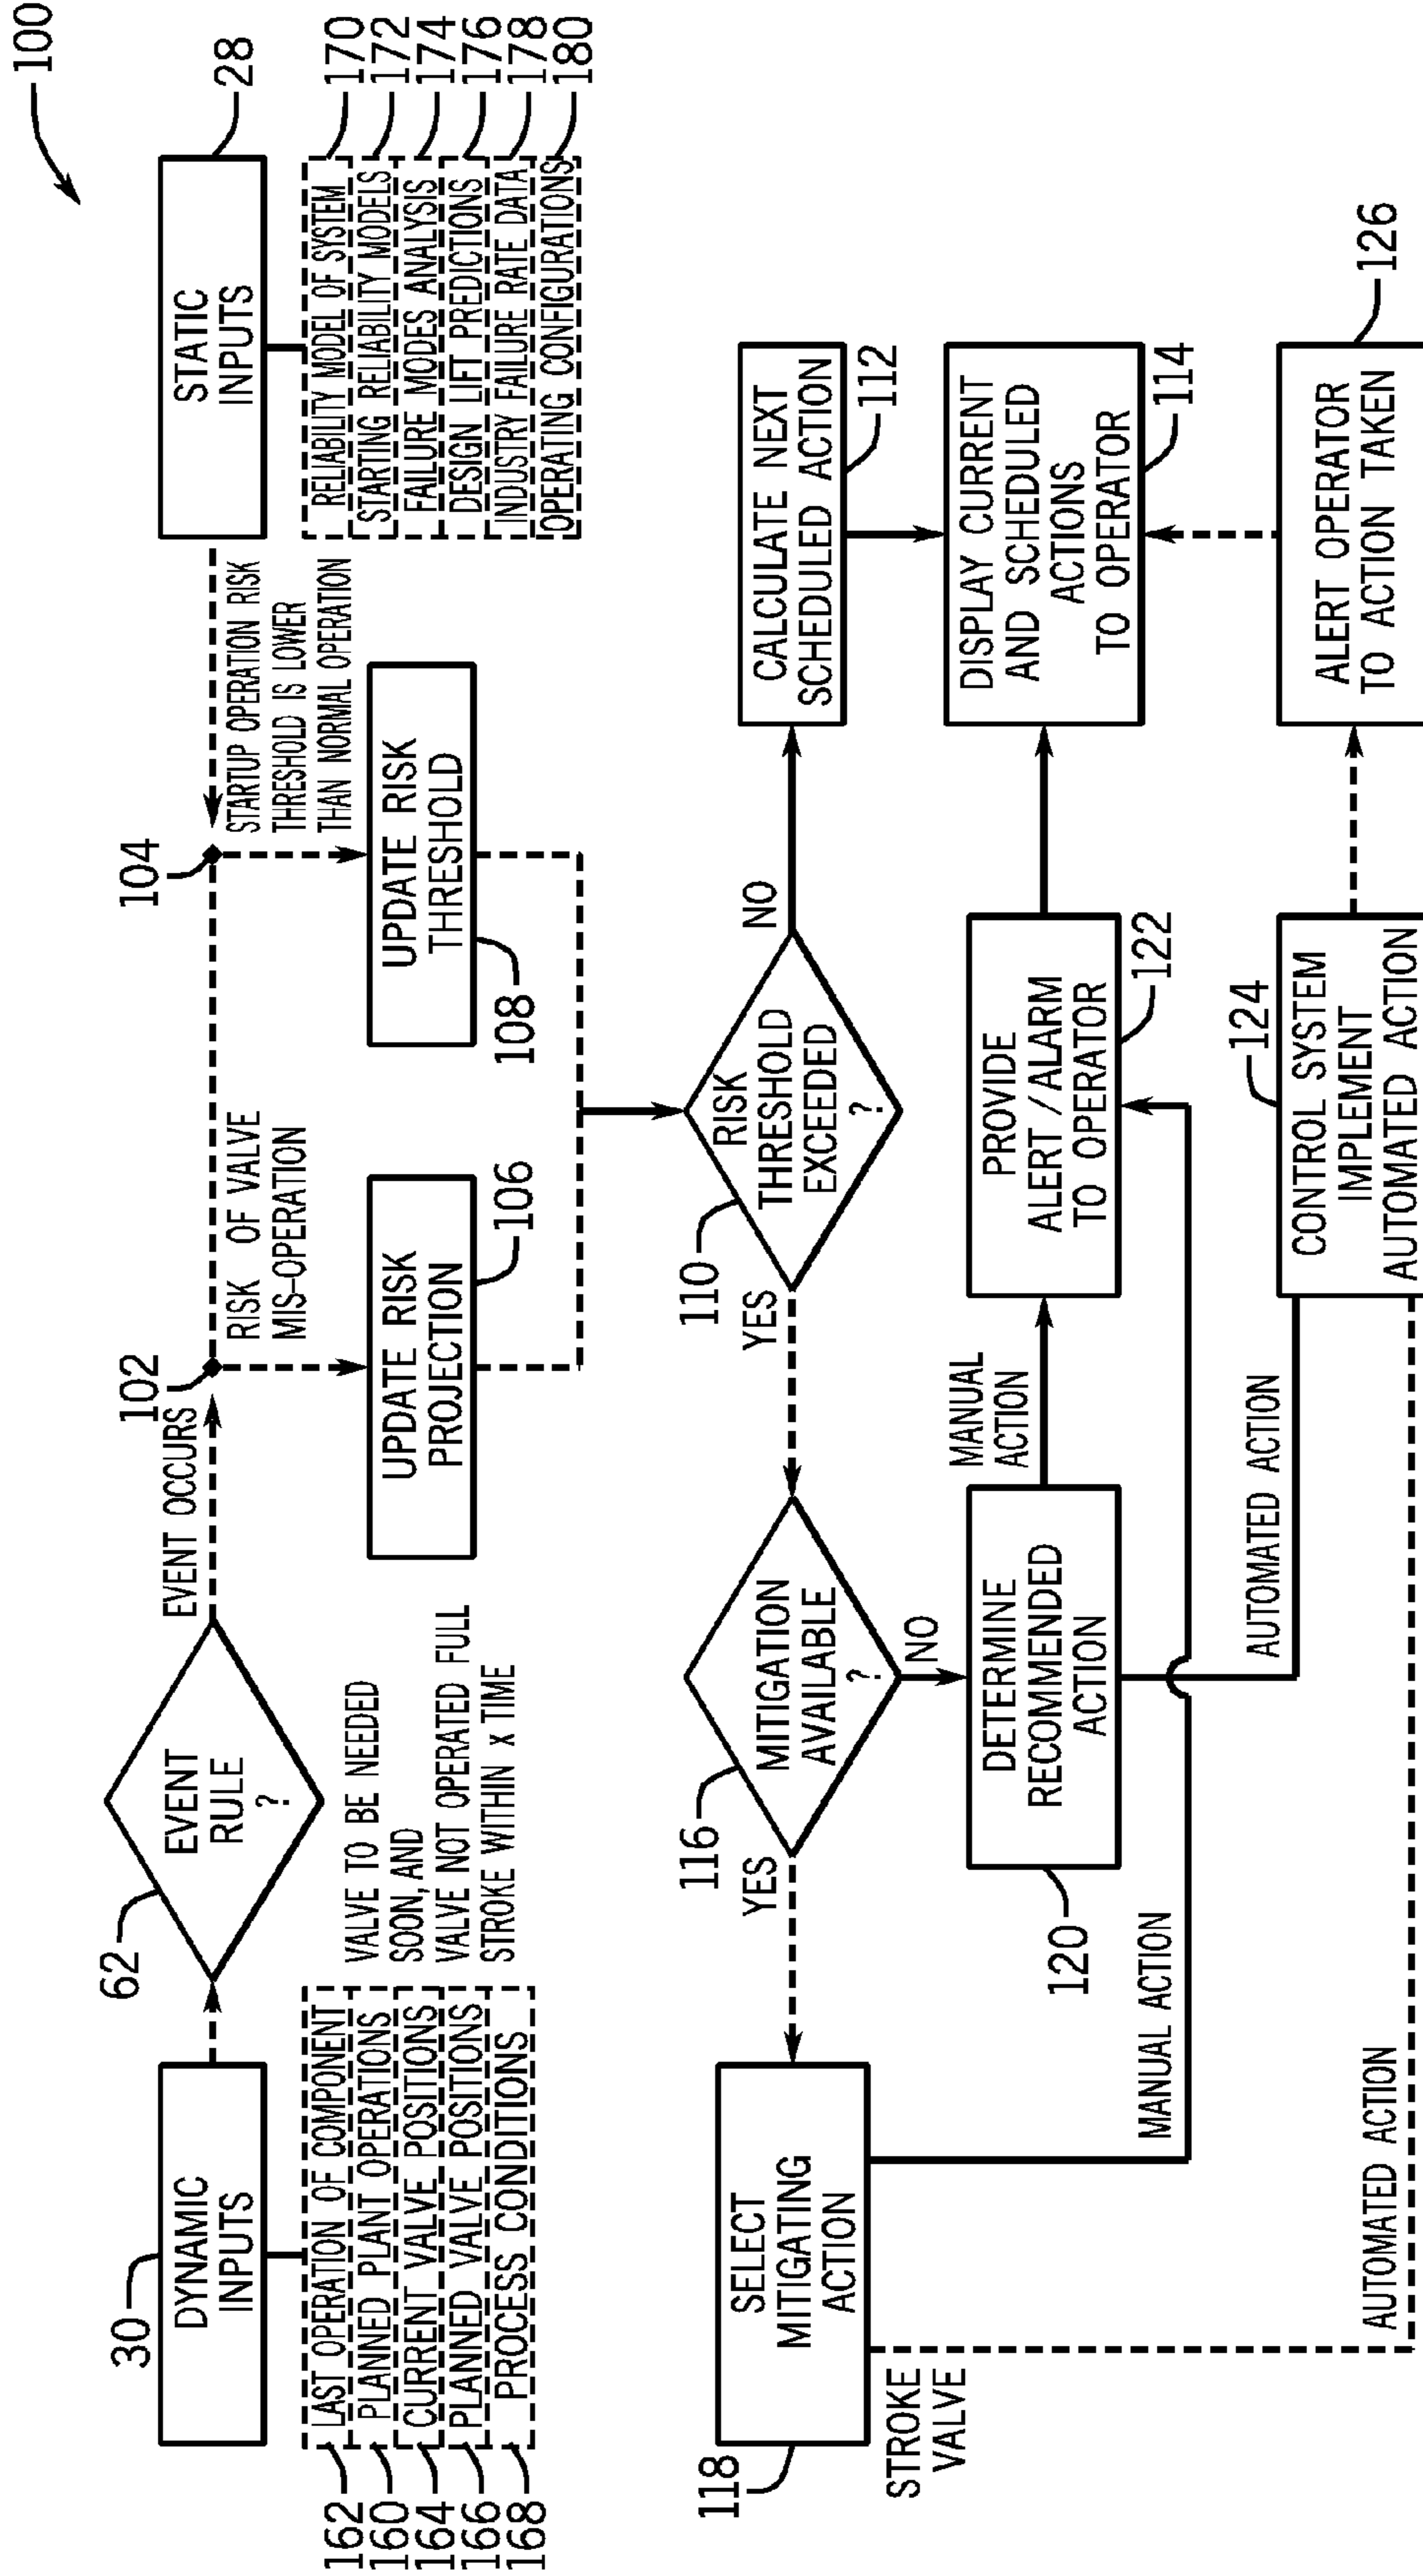 100
30
DYNAMIC
INPUTS
162
LAST OPERATION OF COMPONENT
160
PLANNED PLANT OPERATIONS
164
CURRENT VALVE POSITIONS
166
PLANNED VALVE POSITIONS
168
PROCESS CONDITIONS
62
EVENT
RULE
?
VALVE TO BE NEEDED
SOON, AND
VALVE NOT OPERATED FULL
STROKE WITHIN x TIME
EVENT OCCURS
102
RISK OF VALVE
MIS-OPERATION
UPDATE RISK
PROJECTION
106
104
STARTUP OPERATION RISK
THRESHOLD IS LOWER
THAN NORMAL OPERATION
UPDATE RISK
THRESHOLD
108
STATIC
INPUTS
28
RELIABILITY MODEL OF SYSTEM
170
STARTING RELIABILITY MODELS
172
FAILURE MODES ANALYSIS
174
DESIGN LIFT PREDICTIONS
176
INDUSTRY FAILURE RATE DATA
178
OPERATING CONFIGURATIONS
180
110
RISK
THRESHOLD
EXCEEDED
?
YES
NO
CALCULATE NEXT
SCHEDULED ACTION
112
DISPLAY CURRENT
AND SCHEDULED
ACTIONS
TO OPERATOR
114
116
MITIGATION
AVAILABLE
?
YES
NO
SELECT
MITIGATING
ACTION
118
STROKE
VALVE
DETERMINE
RECOMMENDED
ACTION
120
MANUAL
ACTION
PROVIDE
ALERT/ALARM
TO OPERATOR
122
MANUAL ACTION
AUTOMATED ACTION
AUTOMATED ACTION
124
CONTROL SYSTEM
IMPLEMENT
AUTOMATED ACTION
ALERT OPERATOR
TO ACTION TAKEN
126